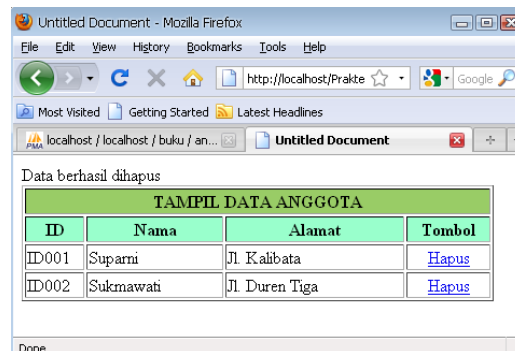 Untitled Document - Mozilla Firefox
File Edit View History Bookmarks Tools Help
http://localhost/Prakte Google
Most Visited Getting Started Latest Headlines
PMA localhost / localhost / buku / an... Untitled Document
Data berhasil dihapus
TAMPIL DATA ANGGOTA
ID Nama Alamat Tombol
ID001 Suparni Jl. Kalibata Hapus
ID002 Sukmawati Jl. Duren Tiga Hapus
Done